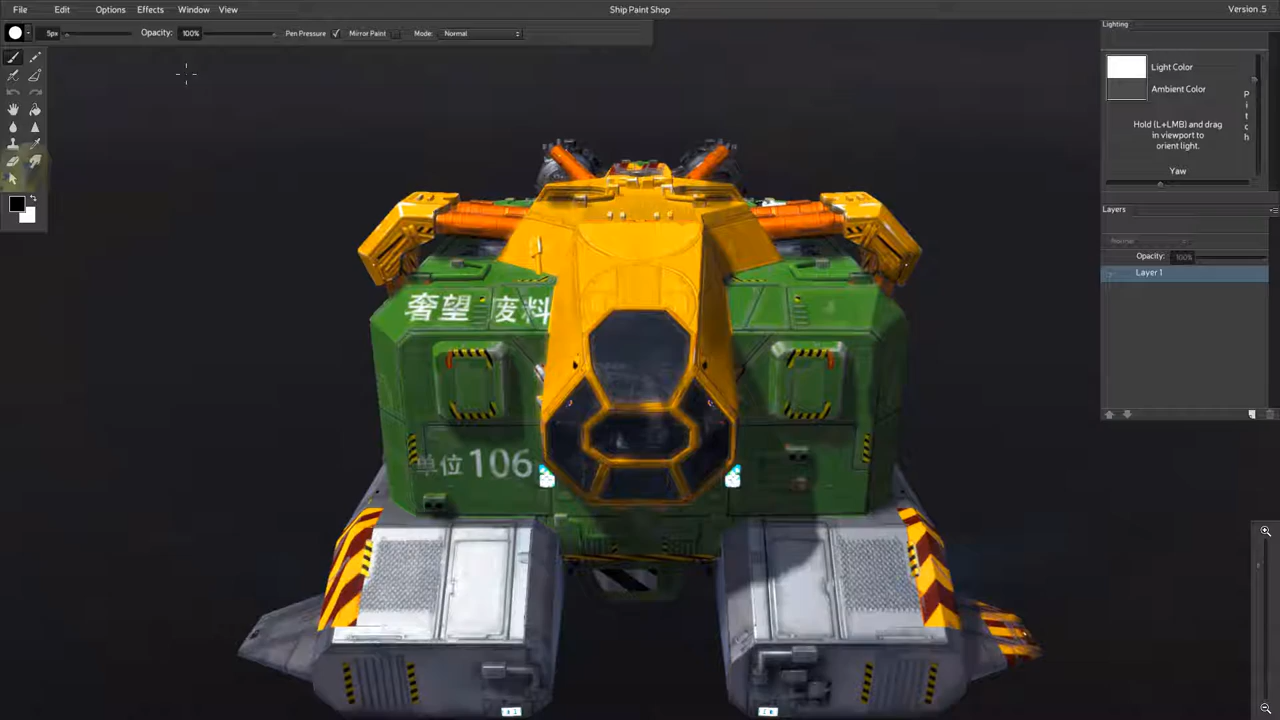 File Edit Options Effects Window View Ship Paint Shop Version .5
5px Opacity: 100% Pen Pressure Mirror Paint Mode: Normal
Lighting
Light Color
Ambient Color
Pitch
Hold (L+LMB) and drag
in viewport to
orient light.
Yaw
Layers
Normal
Opacity: 100%
Layer 1
奢望 废料
单位 106